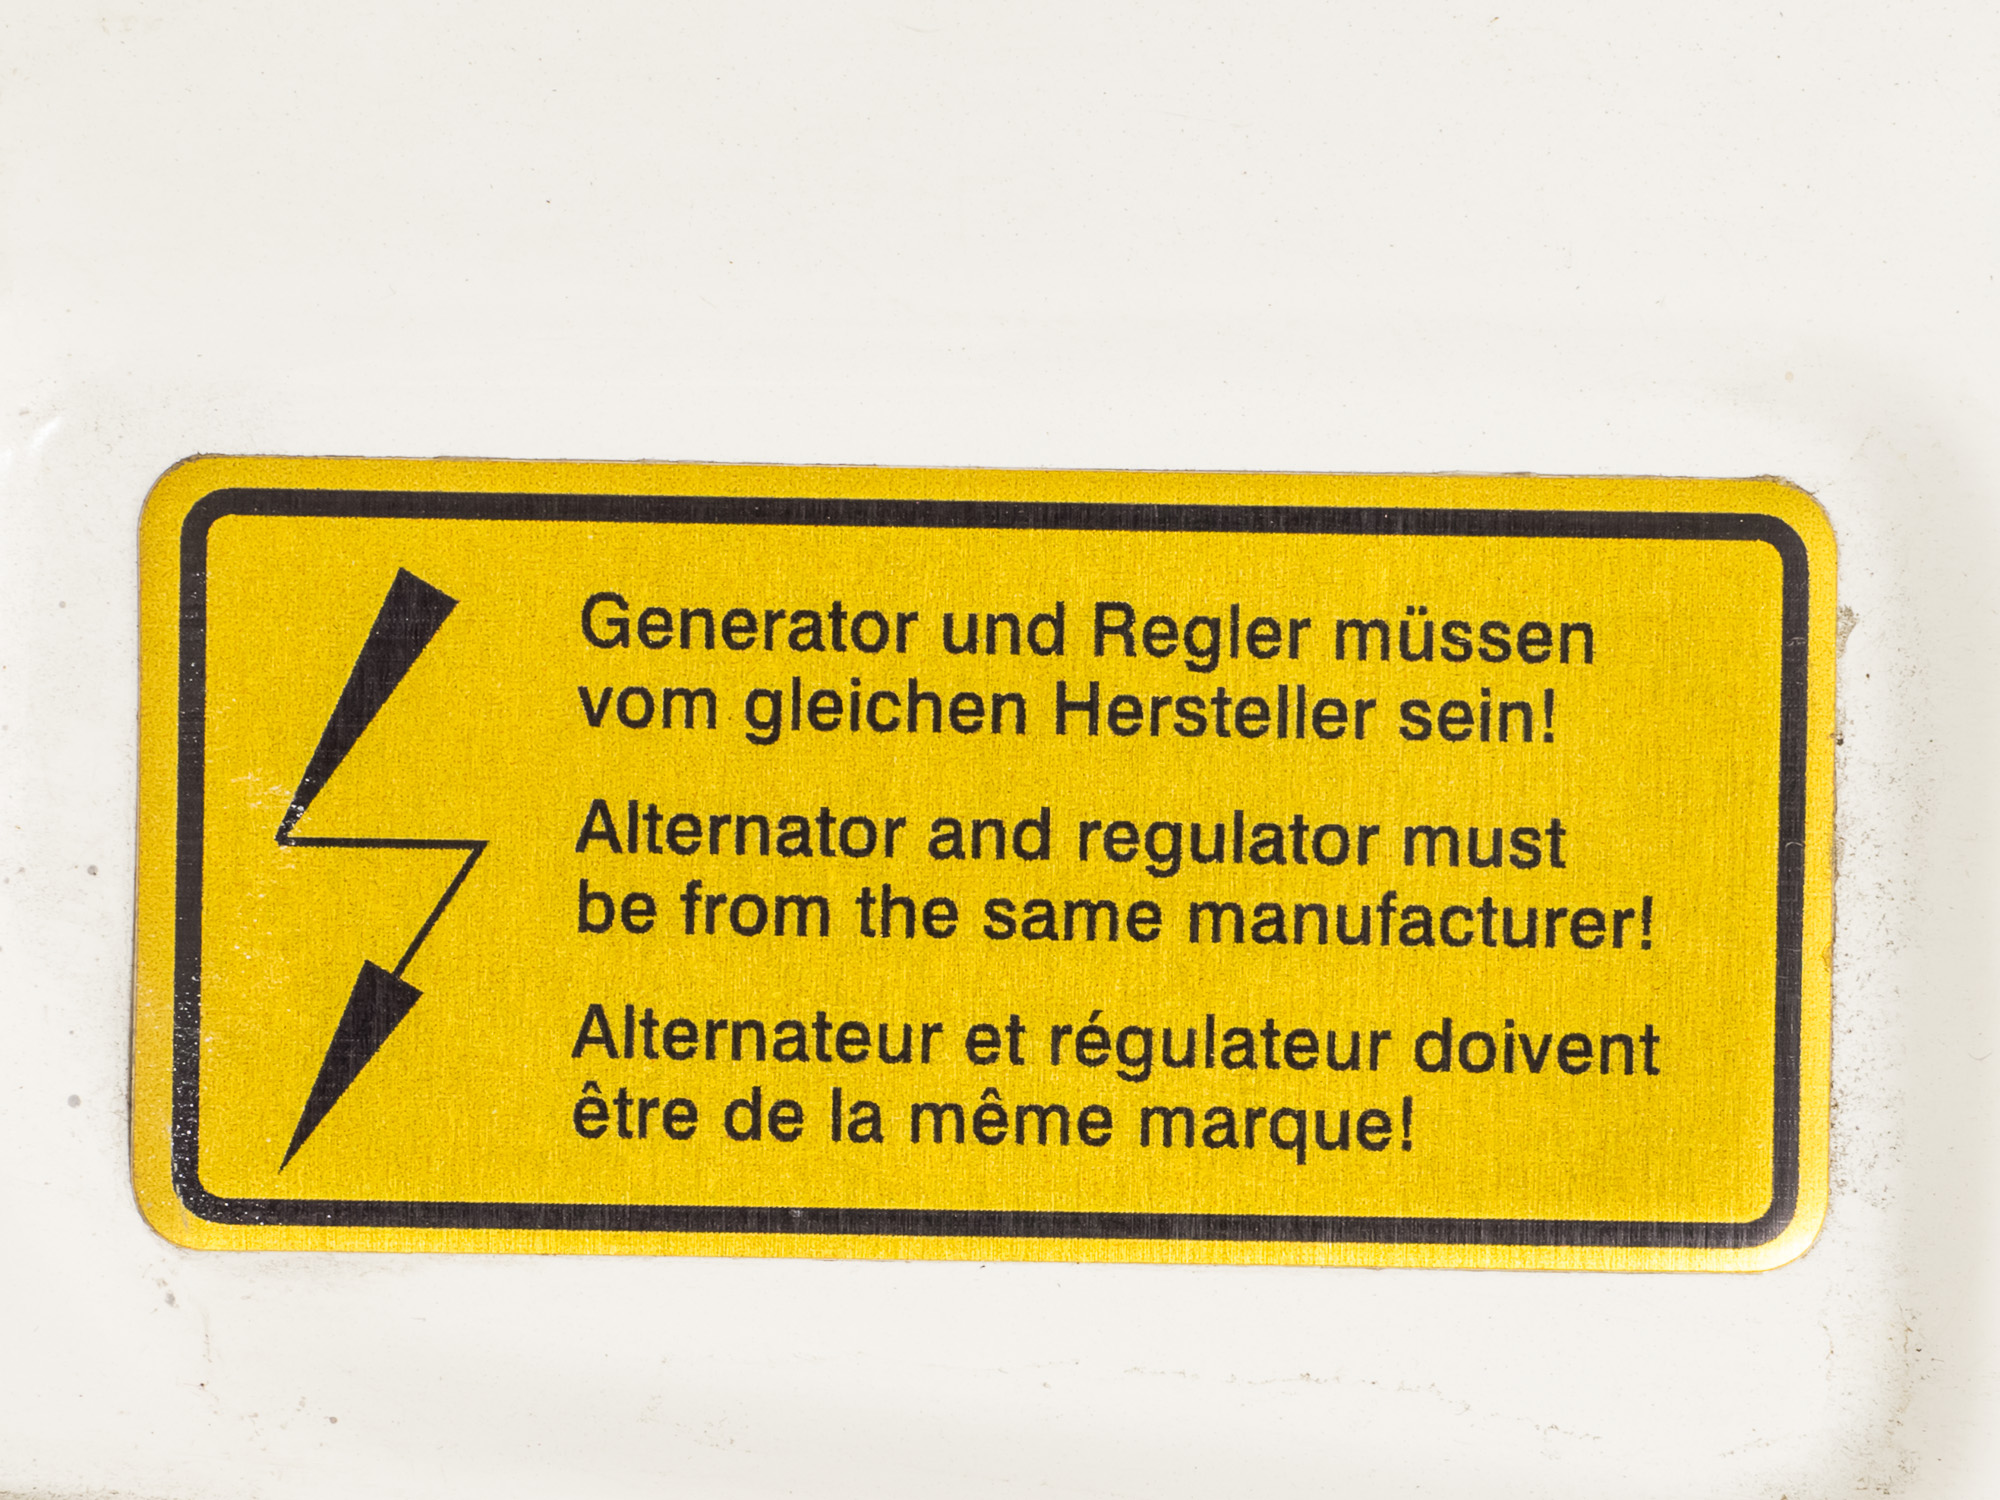 Generator und Regler müssen
vom gleichen Hersteller sein!
Alternator and regulator must
be from the same manufacturer!
Alternateur et régulateur doivent
être de la même marque!